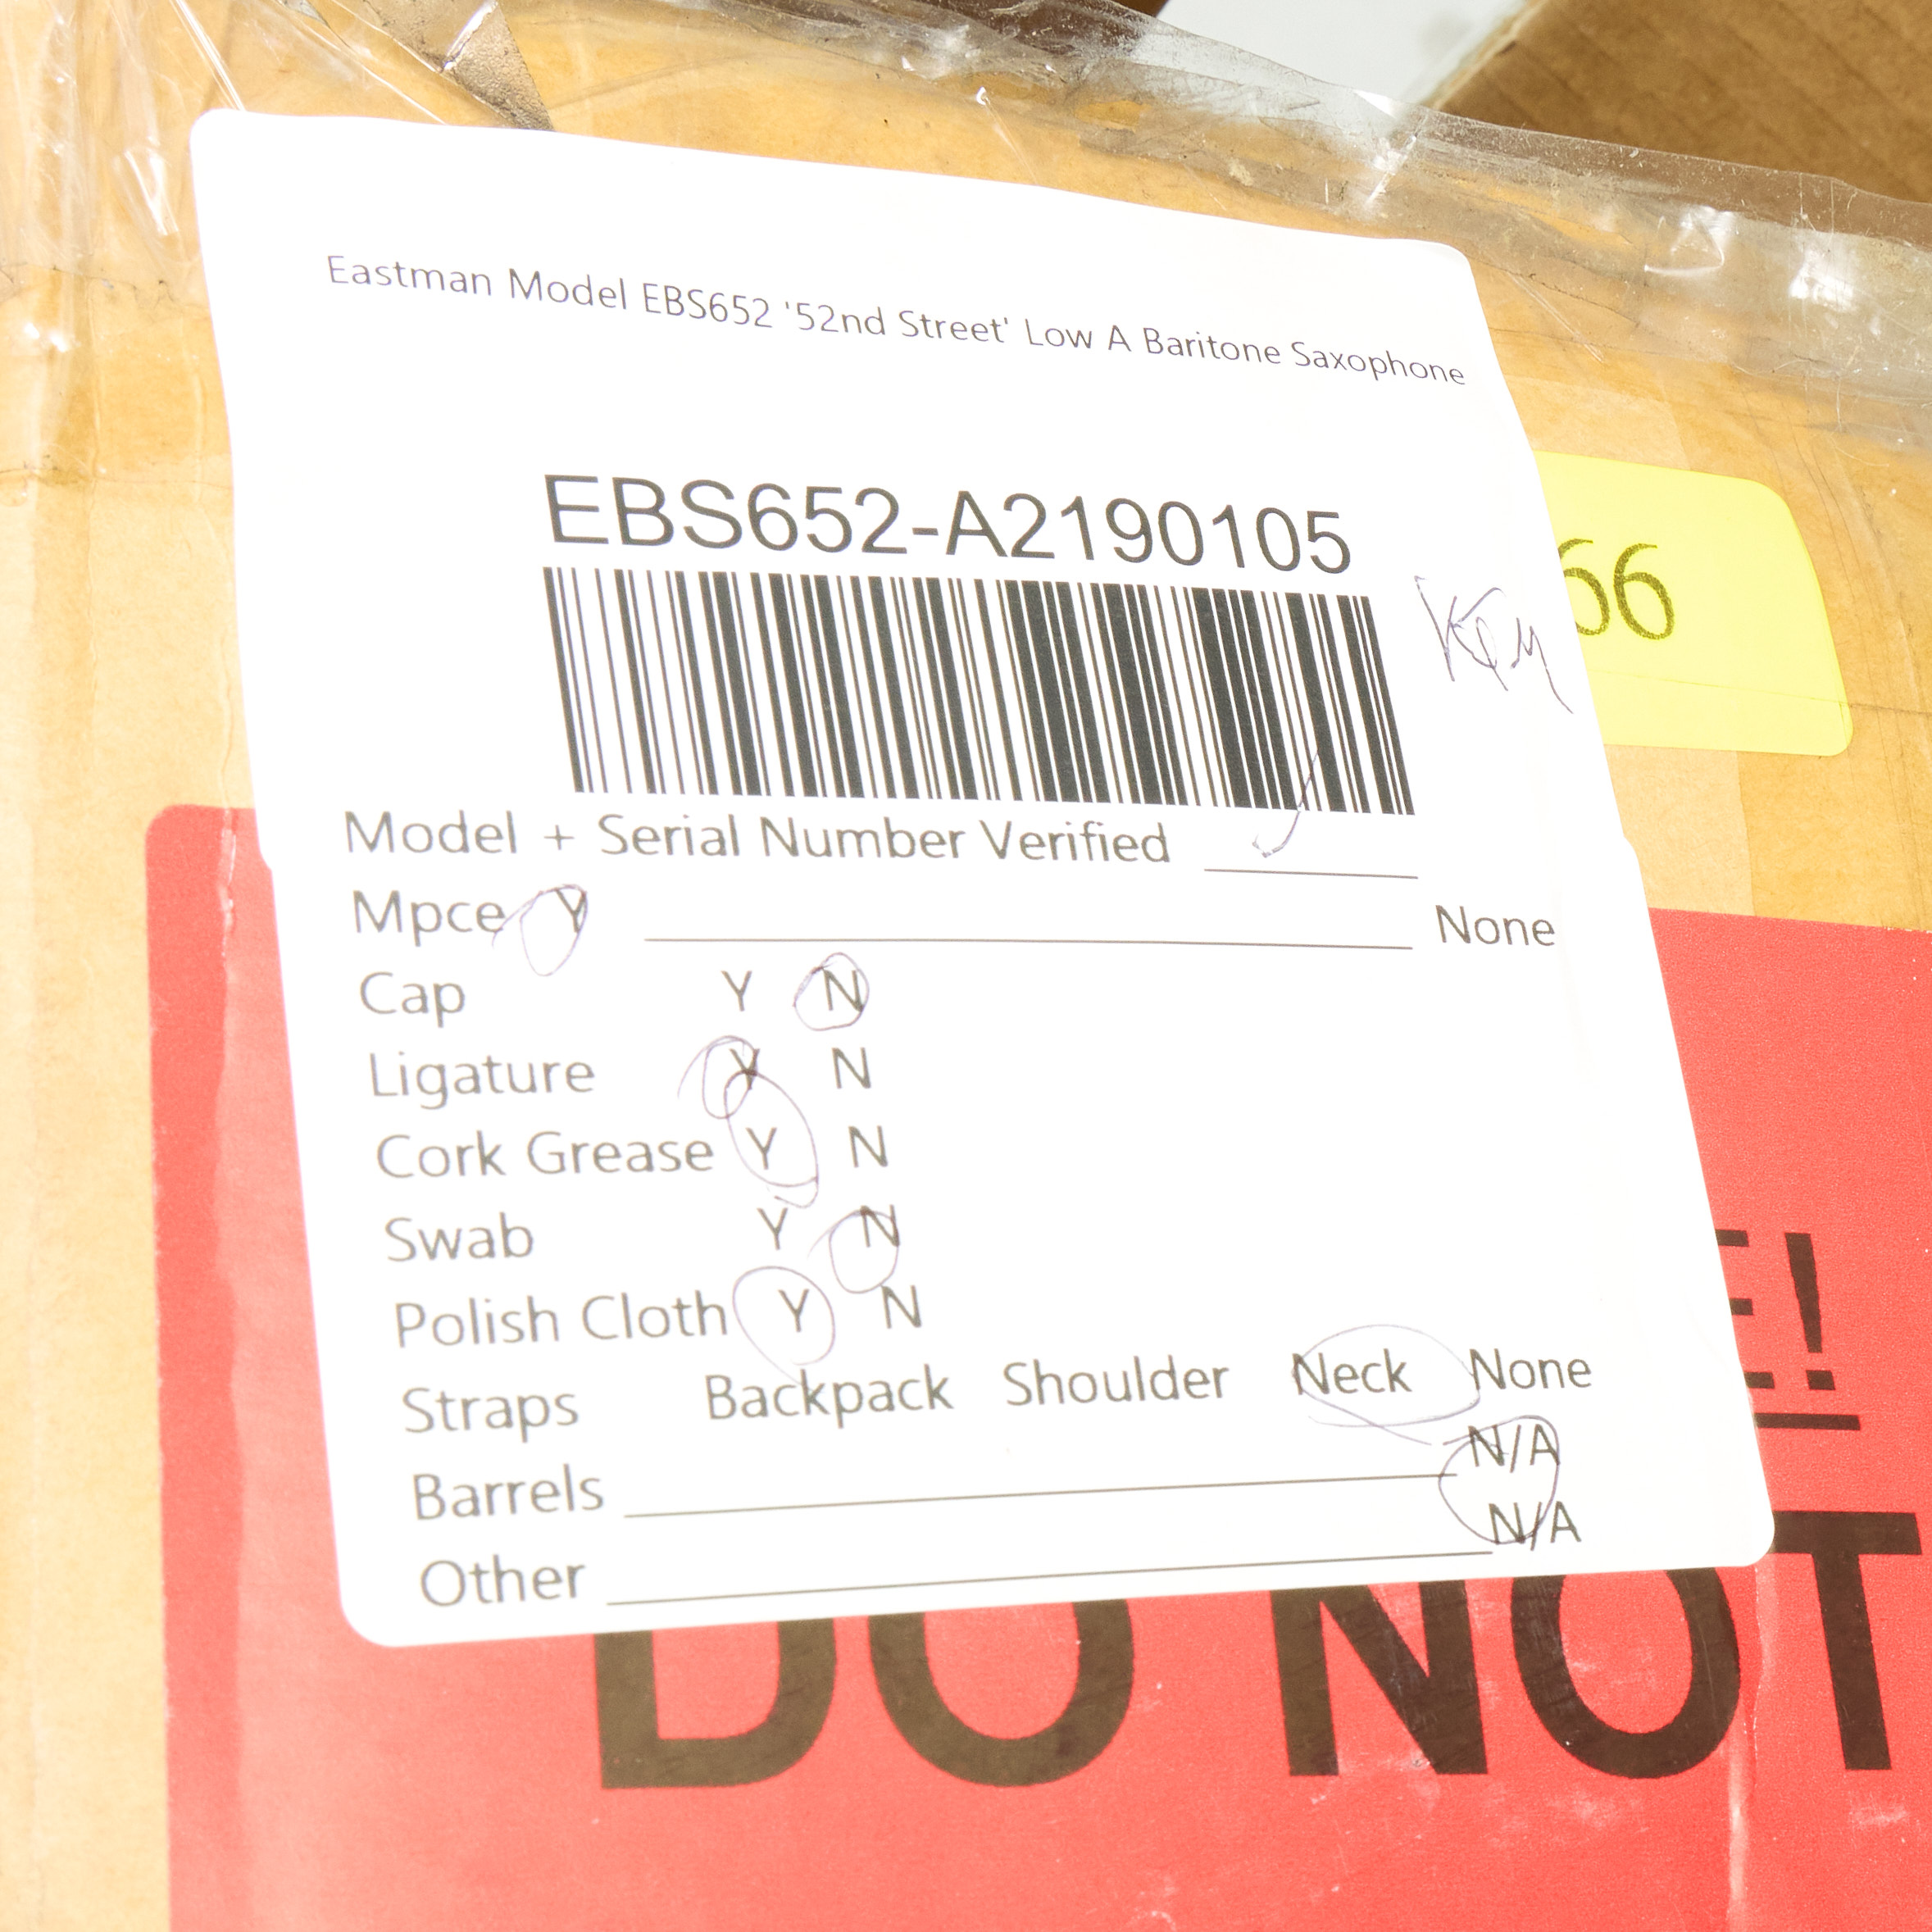 Eastman Model EBS652 '52nd Street' Low A Baritone Saxophone
EBS652-A2190105
66
Model + Serial Number Verified
Mpce Y None
Cap Y N
Ligature Y N
Cork Grease Y N
Swab Y N
Polish Cloth Y N
Straps Backpack Shoulder Neck None
Barrels N/A
Other N/A
E!
DO NOT